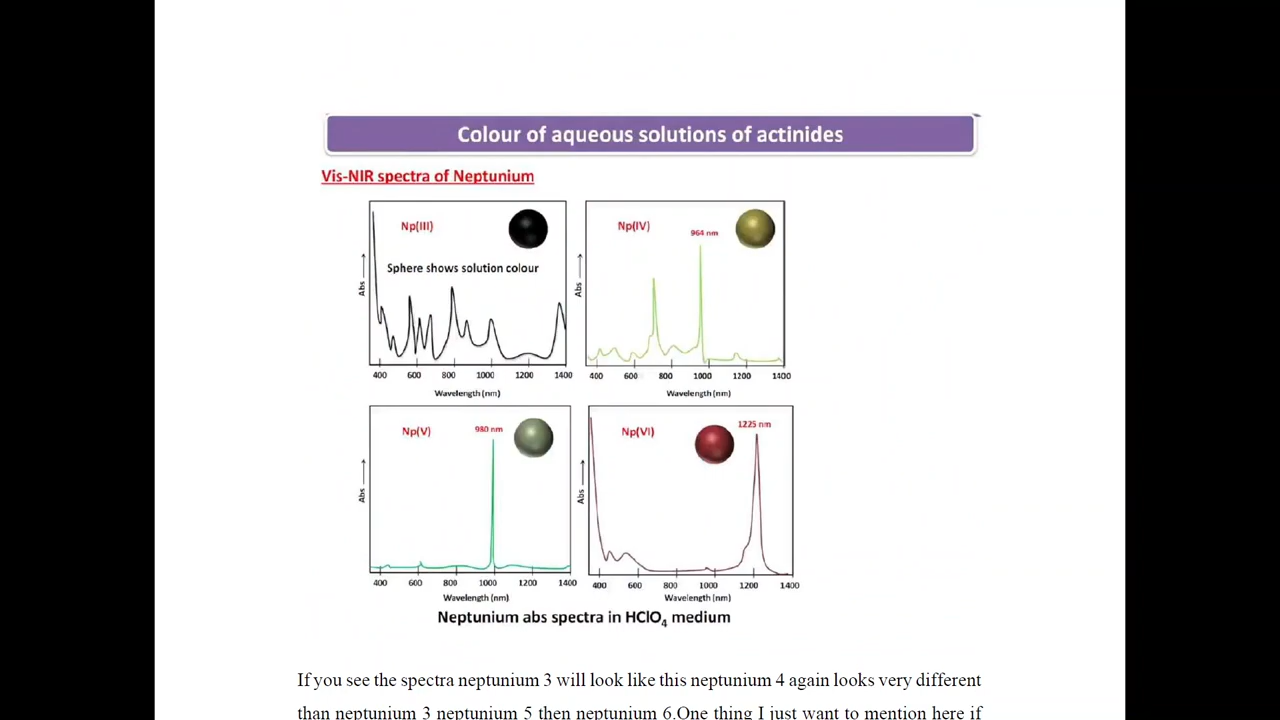 Colour of aqueous solutions of actinides
Vis-NIR spectra of Neptunium
Np(III)
Sphere shows solution colour
Abs
400 600 800 1000 1200 1400
Wavelength (nm)
Np(IV)
964 nm
Abs
400 600 800 1000 1200 1400
Wavelength (nm)
Np(V)
980 nm
Abs
400 600 800 1000 1200 1400
Wavelength (nm)
Np(VI)
1225 nm
Abs
400 600 800 1000 1200 1400
Wavelength (nm)
Neptunium abs spectra in HClO₄ medium
If you see the spectra neptunium 3 will look like this neptunium 4 again looks very different
than neptunium 3 neptunium 5 then neptunium 6.One thing I just want to mention here if